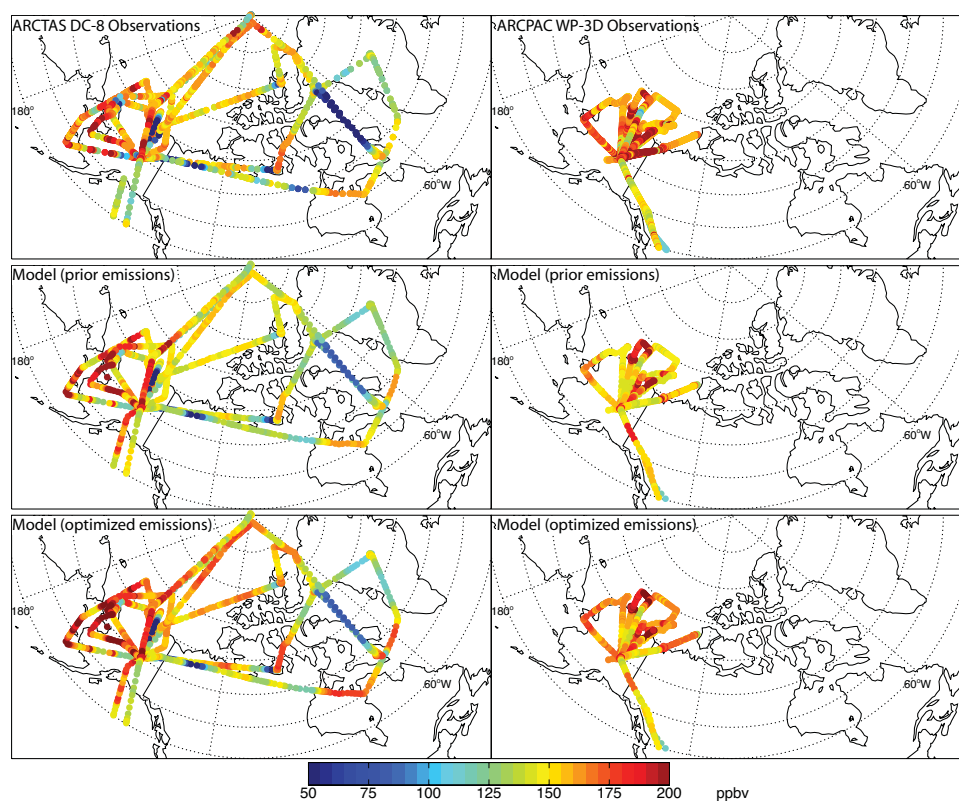 ARCTAS DC-8 Observations
ARCPAC WP-3D Observations
180°
60°W
180°
60°W
Model (prior emissions)
Model (prior emissions)
180°
60°W
180°
60°W
Model (optimized emissions)
Model (optimized emissions)
180°
60°W
180°
60°W
50 75 100 125 150 175 200 ppbv